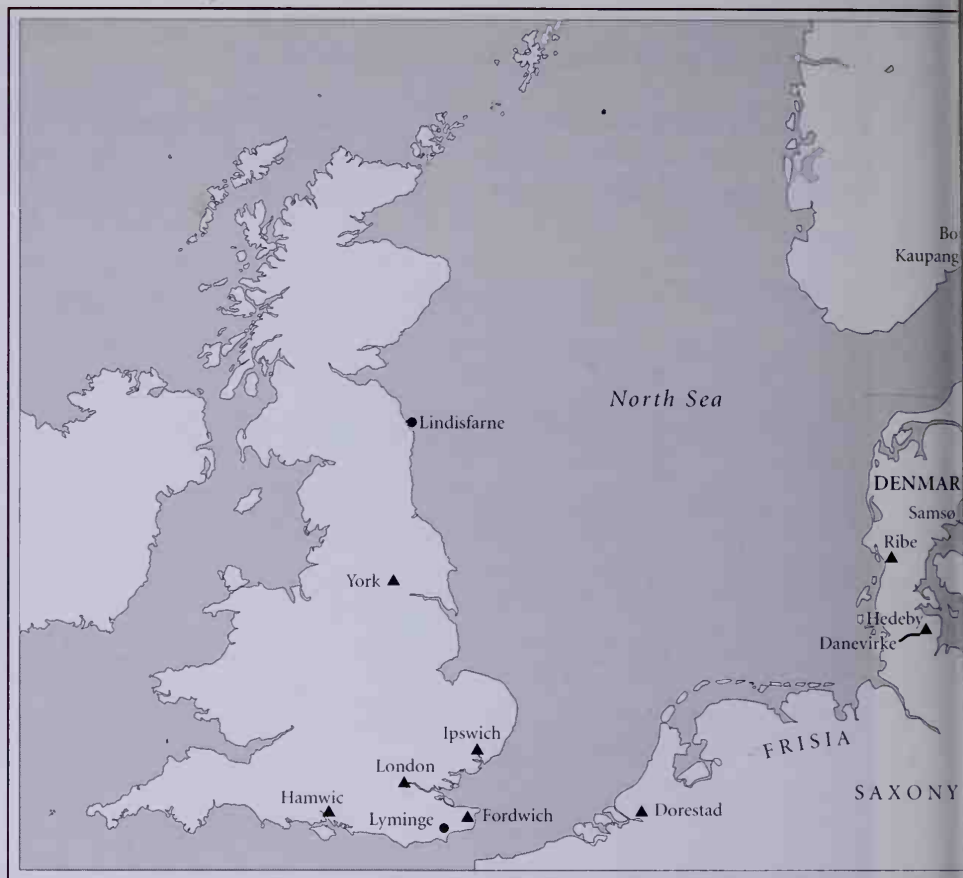 Bo
Kaupang
North Sea
Lindisfarne
DENMAR
Samsø
Ribe
York
Hedeby
Danevirke
Ipswich
FRISIA
London
SAXONY
Hamwic
Lyminge
Fordwich
Dorestad